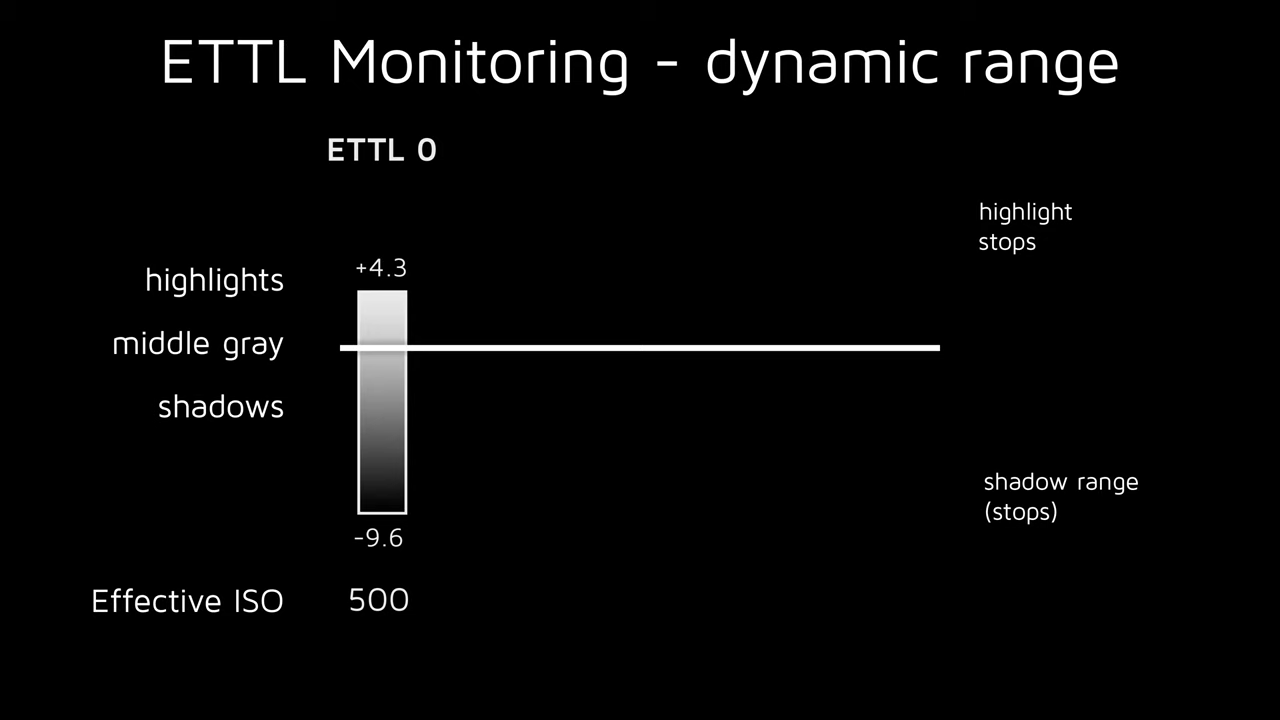 ETTL Monitoring - dynamic range
ETTL 0
highlight
stops
+4.3
highlights
middle gray
shadows
shadow range
(stops)
-9.6
Effective ISO 500